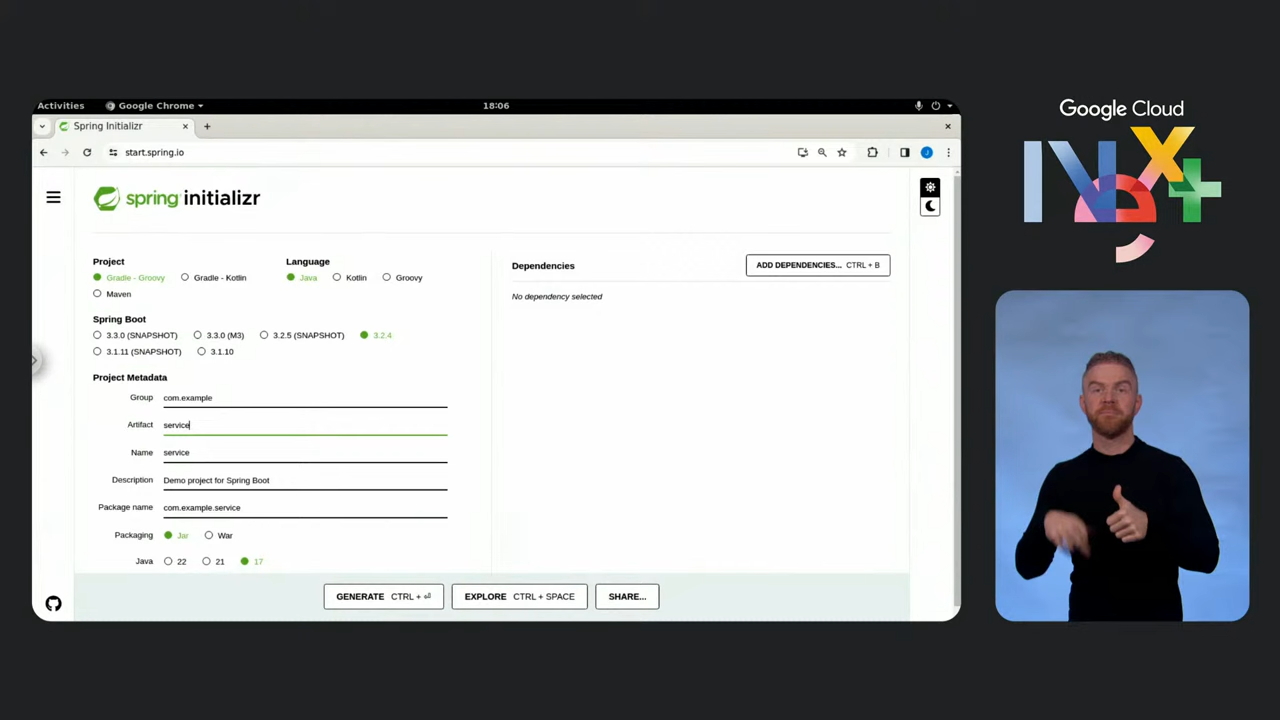 Activities
Google Chrome
18:06
Spring Initializr
start.spring.io
J
spring initializr
Project
Gradle - Groovy
Gradle - Kotlin
Maven
Language
Java
Kotlin
Groovy
Spring Boot
3.3.0 (SNAPSHOT)
3.3.0 (M3)
3.2.5 (SNAPSHOT)
3.2.4
3.1.11 (SNAPSHOT)
3.1.10
Project Metadata
Group com.example
Artifact service
Name service
Description Demo project for Spring Boot
Package name com.example.service
Packaging Jar War
Java 22 21 17
Dependencies
ADD DEPENDENCIES... CTRL + B
No dependency selected
GENERATE CTRL + ⏎
EXPLORE CTRL + SPACE
SHARE...
Google Cloud
Next